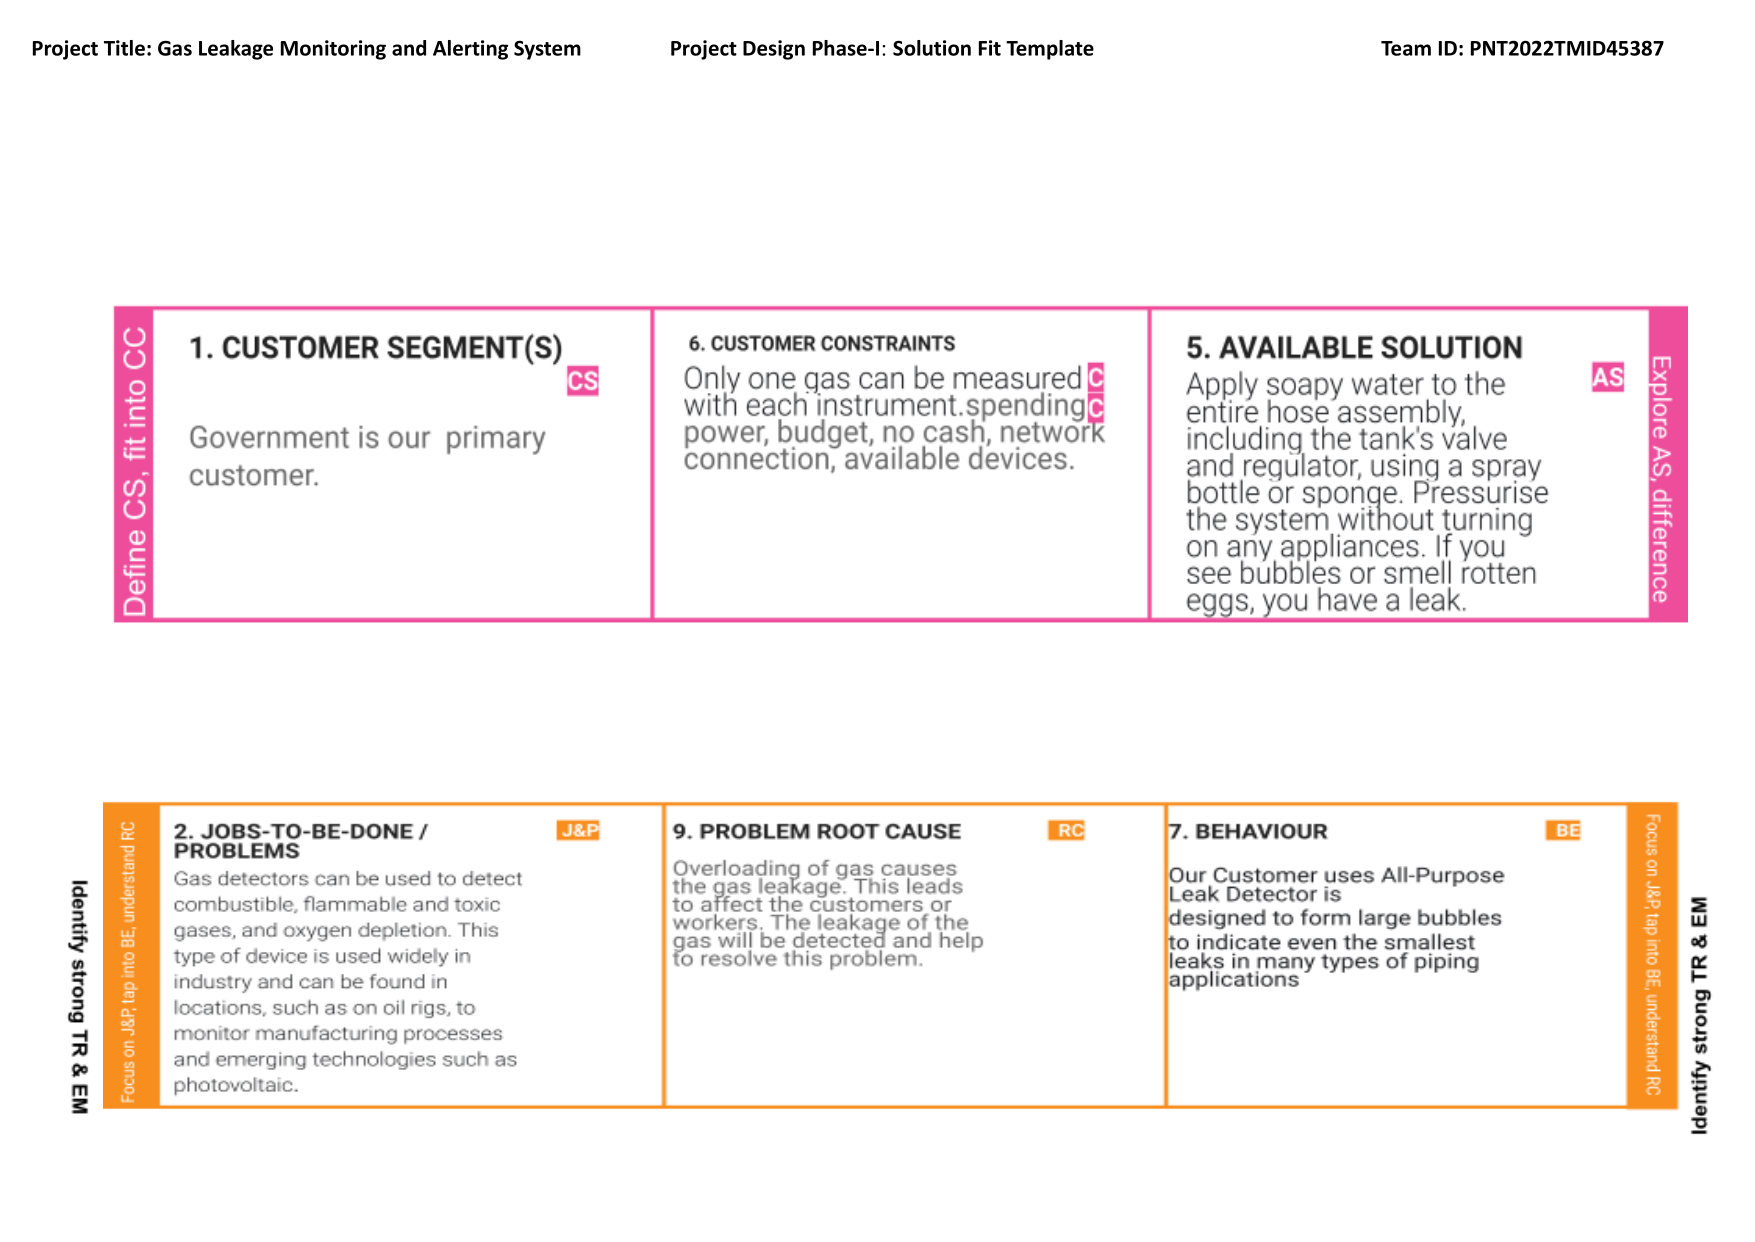 Project Title: Gas Leakage Monitoring and Alerting System
Project Design Phase-I: Solution Fit Template
Team ID: PNT2022TMID45387
Define CS, fit into CC
1. CUSTOMER SEGMENT(S)
CS
Government is our primary
customer.
6. CUSTOMER CONSTRAINTS
Only one gas can be measured
with each instrument.spending
power, budget, no cash, network
connection, available devices.
C
C
5. AVAILABLE SOLUTION
AS
Apply soapy water to the
entire hose assembly,
including the tank's valve
and regulator, using a spray
bottle or sponge. Pressurise
the system without turning
on any appliances. If you
see bubbles or smell rotten
eggs, you have a leak.
Explore AS, difference
Identify strong TR & EM
Focus on J&P, tap into BE, understand RC
2. JOBS-TO-BE-DONE /
PROBLEMS
J&P
Gas detectors can be used to detect
combustible, flammable and toxic
gases, and oxygen depletion. This
type of device is used widely in
industry and can be found in
locations, such as on oil rigs, to
monitor manufacturing processes
and emerging technologies such as
photovoltaic.
9. PROBLEM ROOT CAUSE
RC
Overloading of gas causes
the gas leakage. This leads
to affect the customers or
workers. The leakage of the
gas will be detected and help
to resolve this problem.
7. BEHAVIOUR
BE
Our Customer uses All-Purpose
Leak Detector is
designed to form large bubbles
to indicate even the smallest
leaks in many types of piping
applications
Focus on J&P, tap into BE, understand RC
Identify strong TR & EM